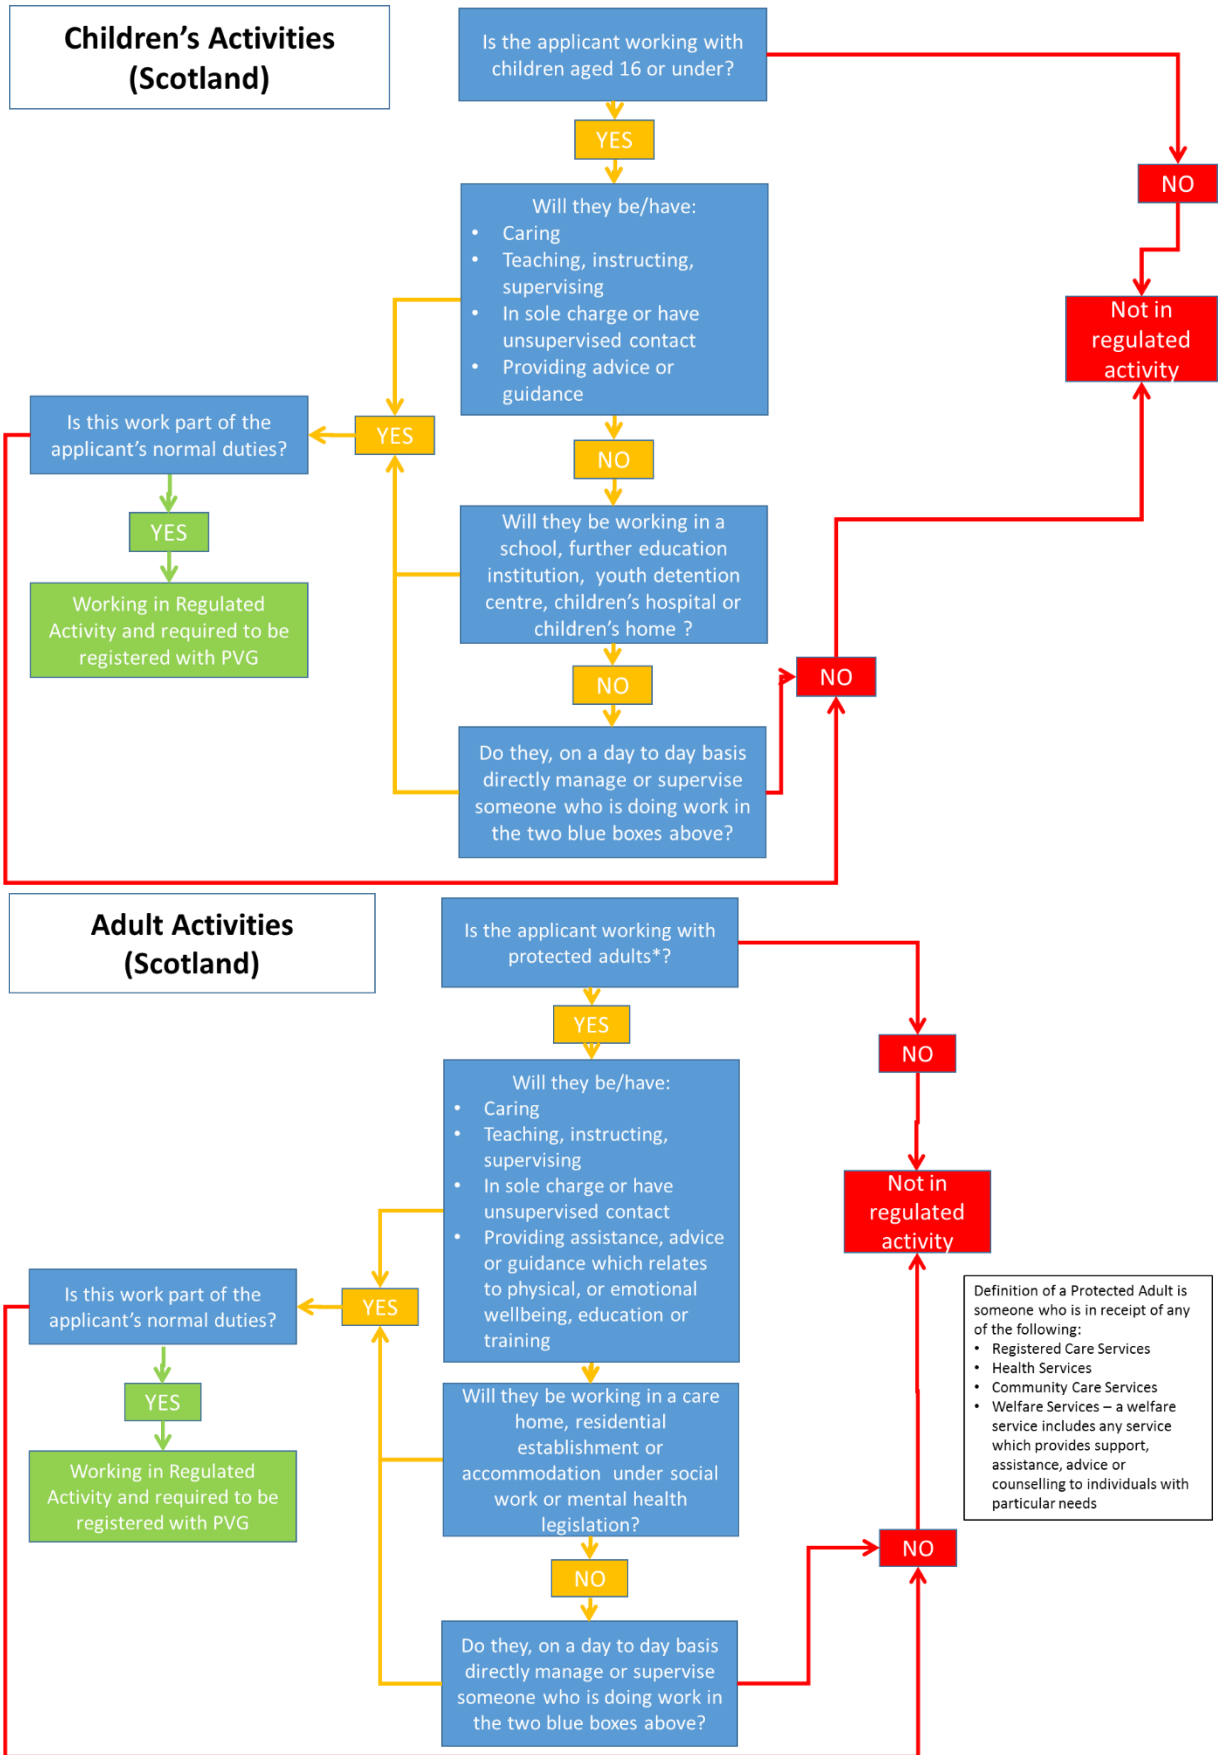 Children's Activities
(Scotland)
Is the applicant working with
children aged 16 or under?
YES
NO
Will they be/have:
• Caring
• Teaching, instructing,
supervising
• In sole charge or have
unsupervised contact
• Providing advice or
guidance
Not in
regulated
activity
Is this work part of the
applicant's normal duties?
YES
NO
YES
Will they be working in a
school, further education
institution, youth detention
centre, children's hospital or
children's home ?
Working in Regulated
Activity and required to be
registered with PVG
NO
NO
Do they, on a day to day basis
directly manage or supervise
someone who is doing work in
the two blue boxes above?
Adult Activities
(Scotland)
Is the applicant working with
protected adults*?
YES
NO
Will they be/have:
• Caring
• Teaching, instructing,
supervising
• In sole charge or have
unsupervised contact
• Providing assistance, advice
or guidance which relates
to physical, or emotional
wellbeing, education or
training
Not in
regulated
activity
Is this work part of the
applicant's normal duties?
YES
Definition of a Protected Adult is
someone who is in receipt of any
of the following:
• Registered Care Services
• Health Services
• Community Care Services
• Welfare Services – a welfare
service includes any service
which provides support,
assistance, advice or
counselling to individuals with
particular needs
YES
Will they be working in a care
home, residential
establishment or
accommodation under social
work or mental health
legislation?
Working in Regulated
Activity and required to be
registered with PVG
NO
NO
Do they, on a day to day basis
directly manage or supervise
someone who is doing work in
the two blue boxes above?